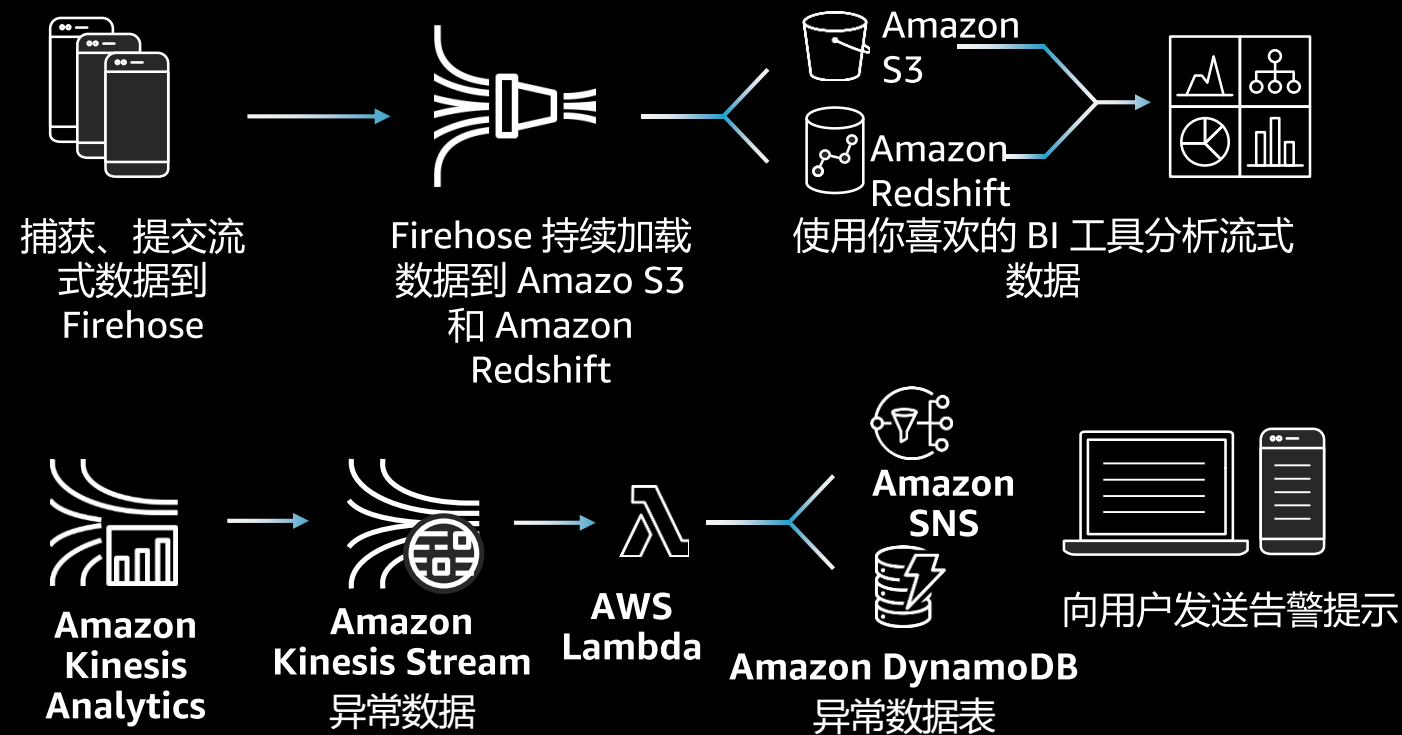 Amazon
S3
Amazon
Redshift
捕获、提交流
式数据到
Firehose
Firehose 持续加载
数据到 Amazo S3
和 Amazon
Redshift
使用你喜欢的 BI 工具分析流式
数据
Amazon
Kinesis
Analytics
Amazon
Kinesis Stream
异常数据
AWS
Lambda
Amazon
SNS
Amazon DynamoDB
异常数据表
向用户发送告警提示